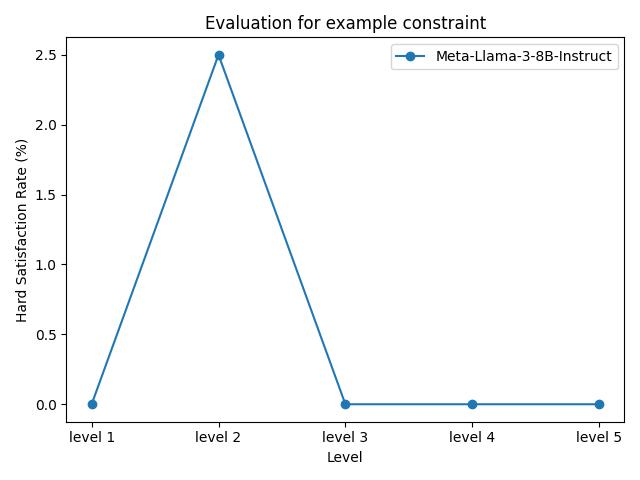 Evaluation for example constraint
Meta-Llama-3-8B-Instruct
Hard Satisfaction Rate (%)
2.5
2.0
1.5
1.0
0.5
0.0
level 1 level 2 level 3 level 4 level 5
Level